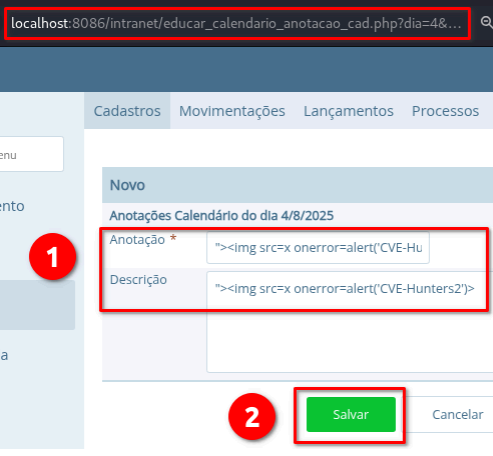 localhost:8086/intranet/educar_calendario_anotacao_cad.php?dia=4&...
Cadastros Movimentações Lançamentos Processos
enu
ento
Novo
Anotações Calendário do dia 4/8/2025
1
Anotação *
"><img src=x onerror=alert('CVE-Hu
Descrição
"><img src=x onerror=alert('CVE-Hunters2')>
a
2
Salvar
Cancelar